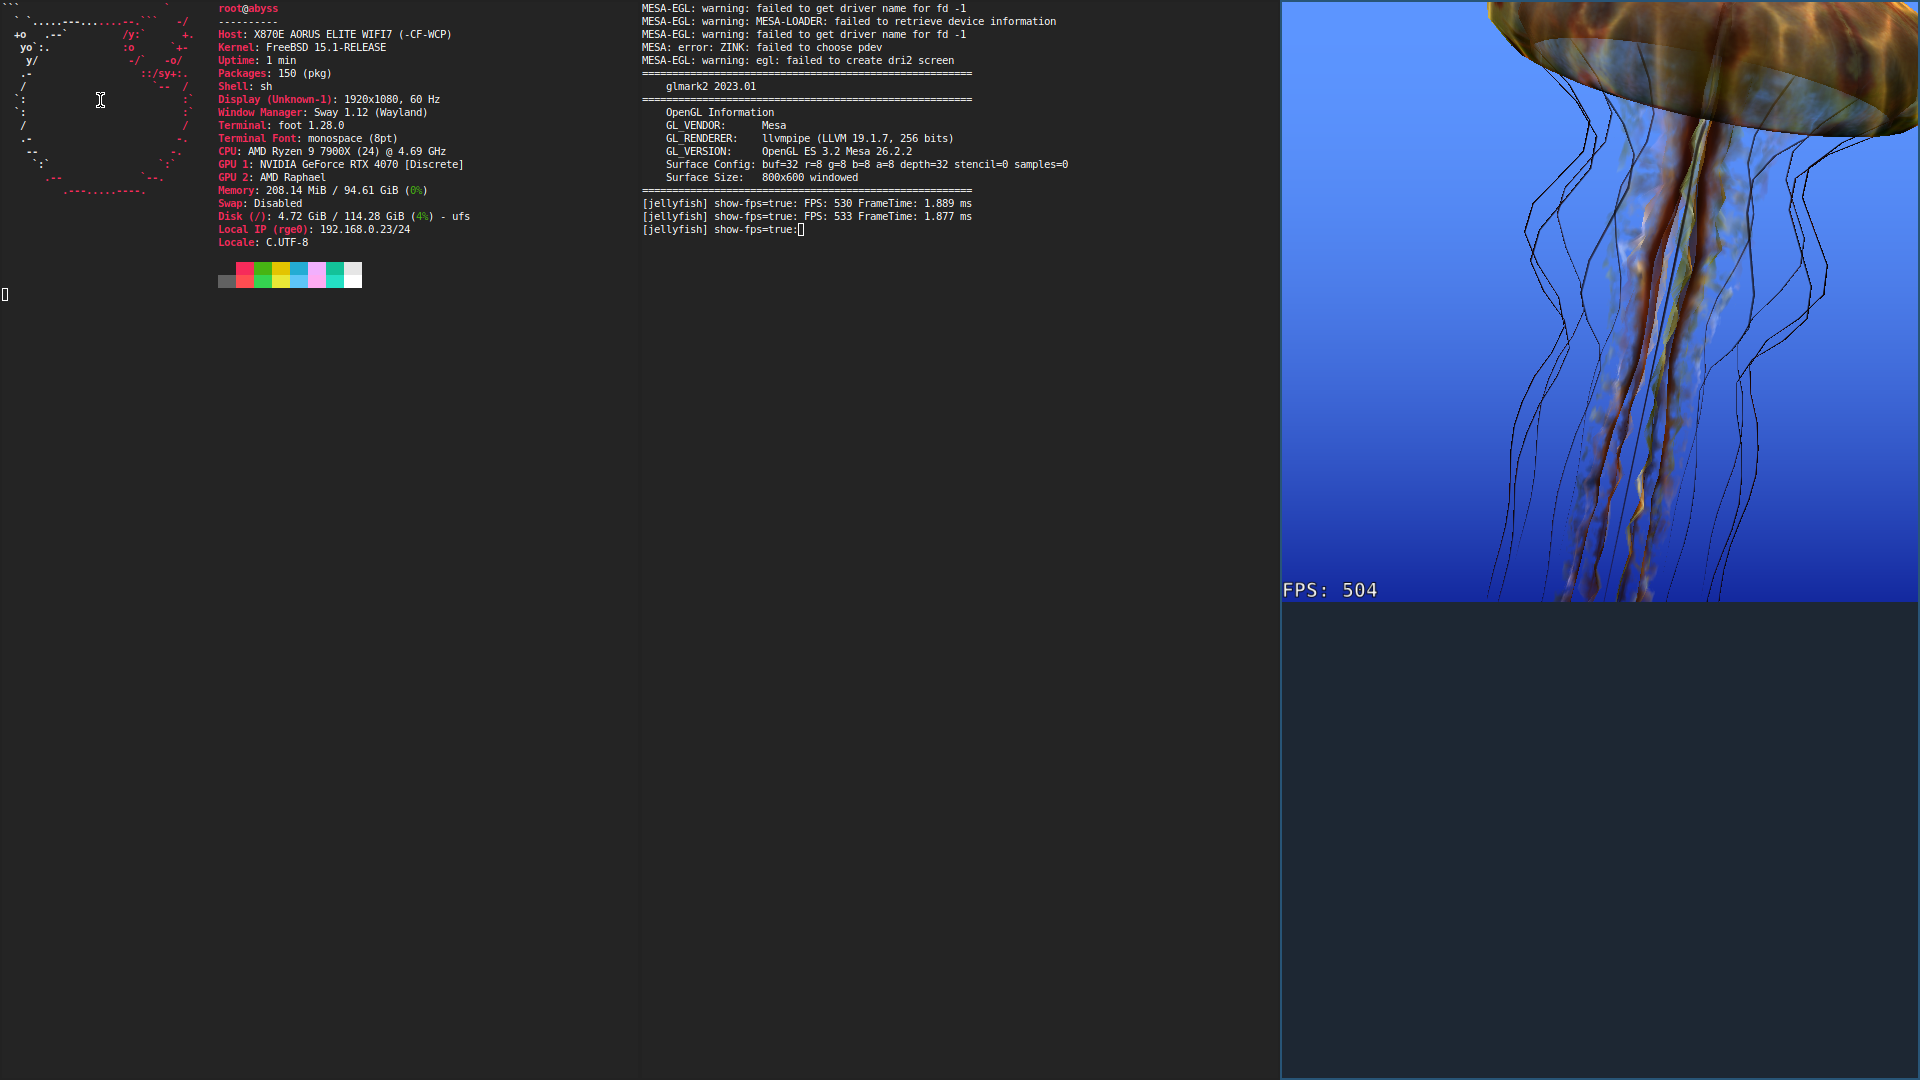 root@abyss
----------
Host: X870E AORUS ELITE WIFI7 (-CF-WCP)
Kernel: FreeBSD 15.1-RELEASE
Uptime: 1 min
Packages: 150 (pkg)
Shell: sh
Display (Unknown-1): 1920x1080, 60 Hz
Window Manager: Sway 1.12 (Wayland)
Terminal: foot 1.28.0
Terminal Font: monospace (8pt)
CPU: AMD Ryzen 9 7900X (24) @ 4.69 GHz
GPU 1: NVIDIA GeForce RTX 4070 [Discrete]
GPU 2: AMD Raphael
Memory: 208.14 MiB / 94.61 GiB (0%)
Swap: Disabled
Disk (/): 4.72 GiB / 114.28 GiB (4%) - ufs
Local IP (rge0): 192.168.0.23/24
Locale: C.UTF-8
MESA-EGL: warning: failed to get driver name for fd -1
MESA-EGL: warning: MESA-LOADER: failed to retrieve device information
MESA-EGL: warning: failed to get driver name for fd -1
MESA: error: ZINK: failed to choose pdev
MESA-EGL: warning: egl: failed to create dri2 screen
=======================================================
glmark2 2023.01
=======================================================
OpenGL Information
GL_VENDOR: Mesa
GL_RENDERER: llvmpipe (LLVM 19.1.7, 256 bits)
GL_VERSION: OpenGL ES 3.2 Mesa 26.2.2
Surface Config: buf=32 r=8 g=8 b=8 a=8 depth=32 stencil=0 samples=0
Surface Size: 800x600 windowed
=======================================================
[jellyfish] show-fps=true: FPS: 530 FrameTime: 1.889 ms
[jellyfish] show-fps=true: FPS: 533 FrameTime: 1.877 ms
[jellyfish] show-fps=true:
FPS: 504